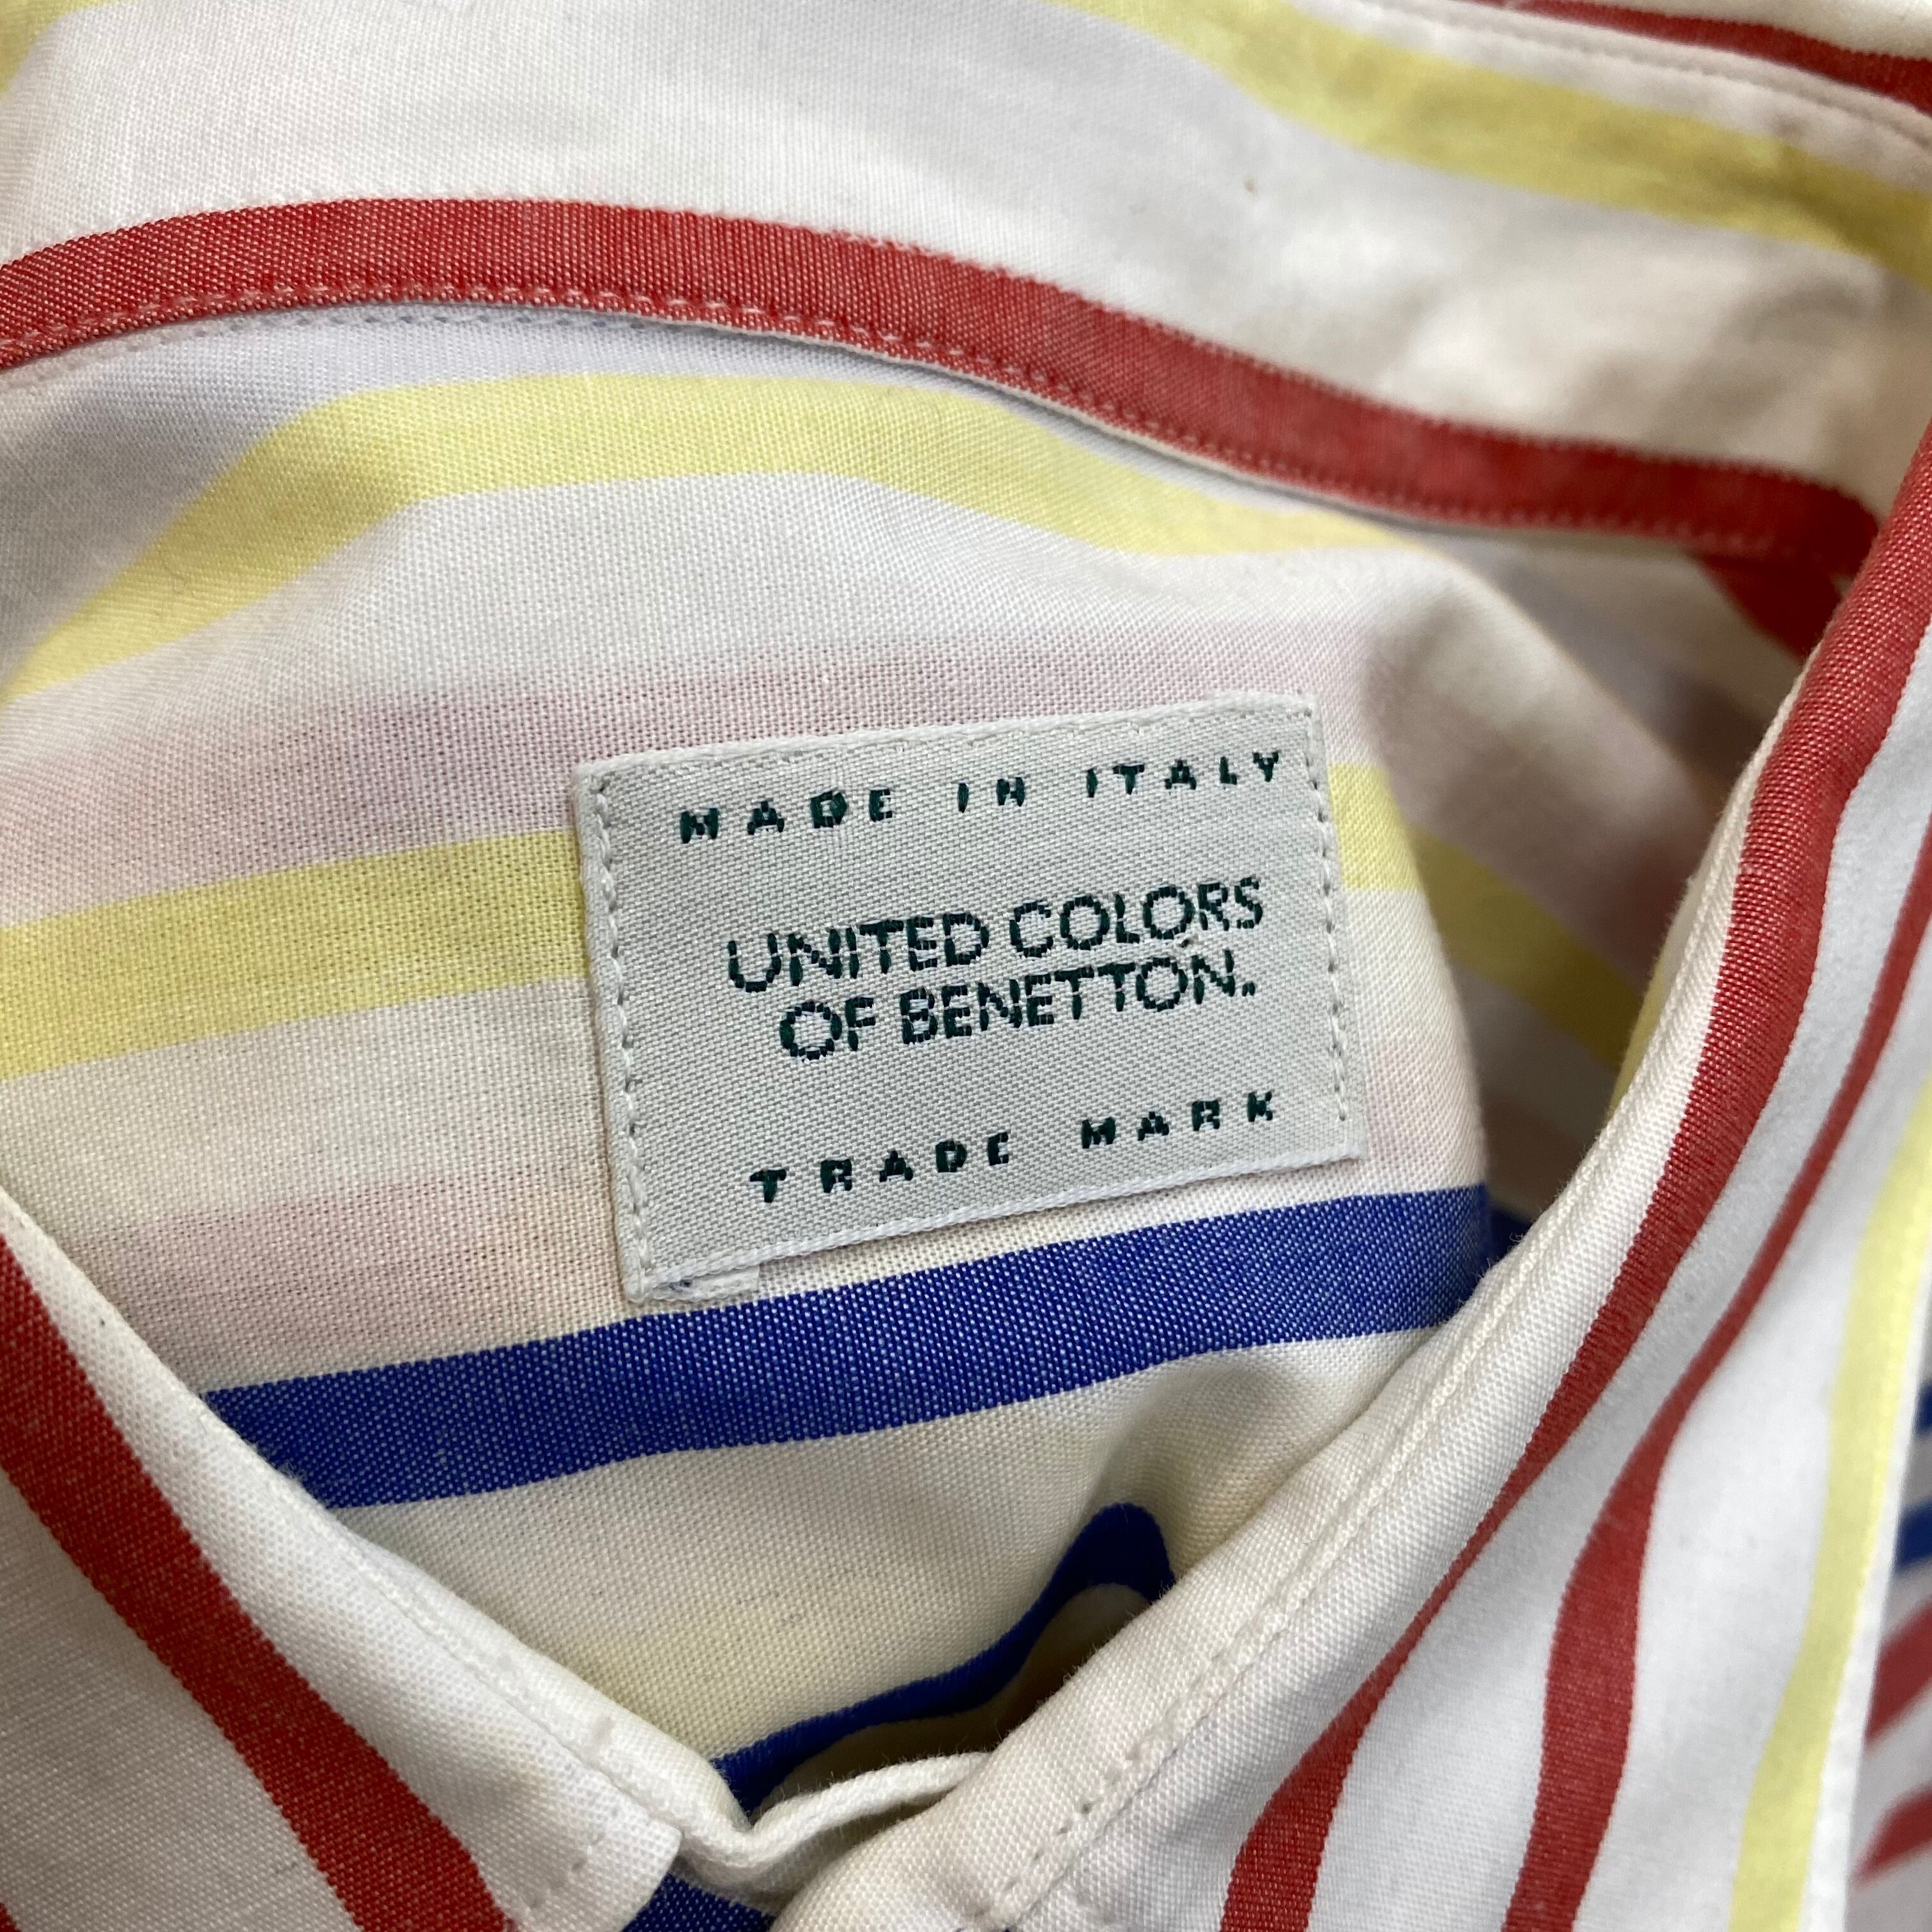 MADE IN ITALY
UNITED COLORS
OF BENETTON.
TRADE MARK